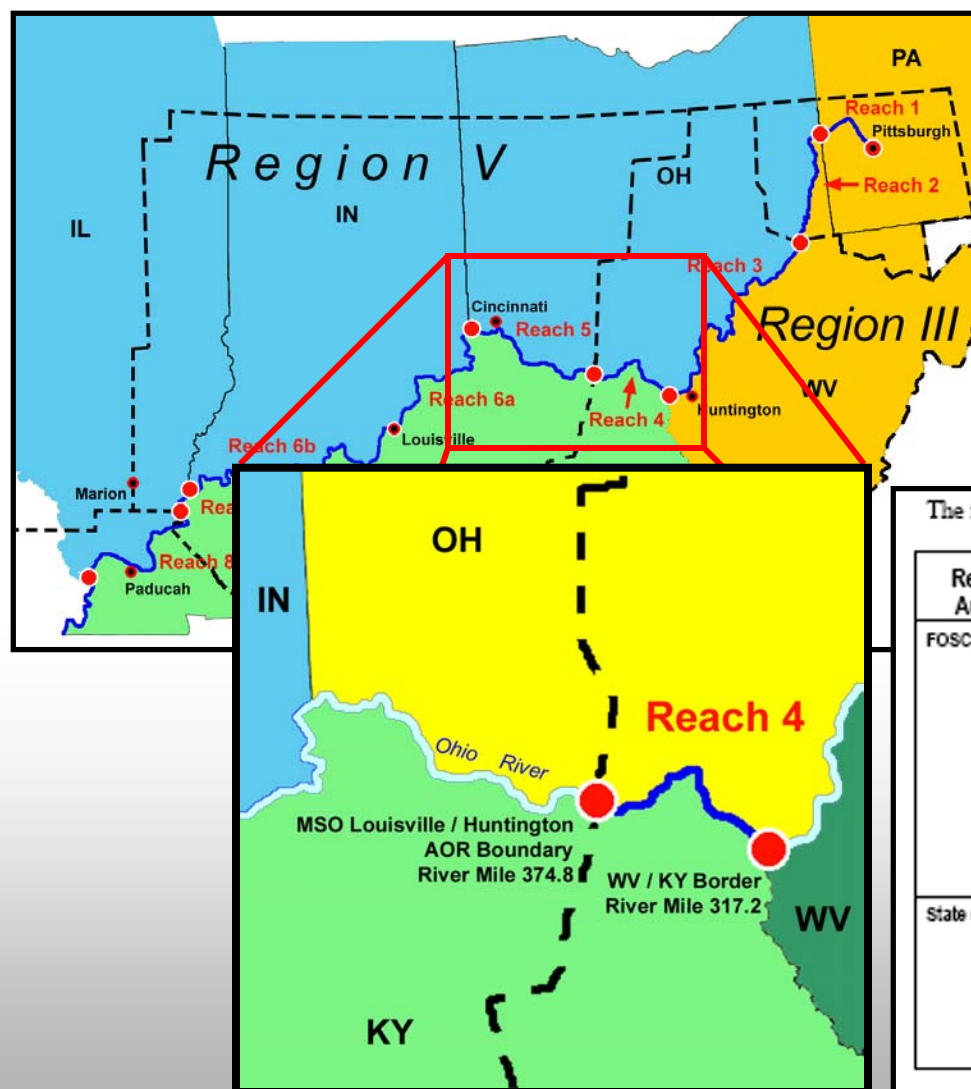 PA
Reach 1
Pittsburgh
Region V
OH
Reach 2
IL
IN
Reach 3
Cincinnati
Reach 5
Region III
WV
Reach 6a
Reach 4
Huntington
Louisville
Reach 6b
Marion
Reach 8
Paducah
OH
IN
Reach 4
Ohio River
MSO Louisville / Huntington
AOR Boundary
River Mile 374.8
WV / KY Border
River Mile 317.2
WV
KY
The
FOSC
State